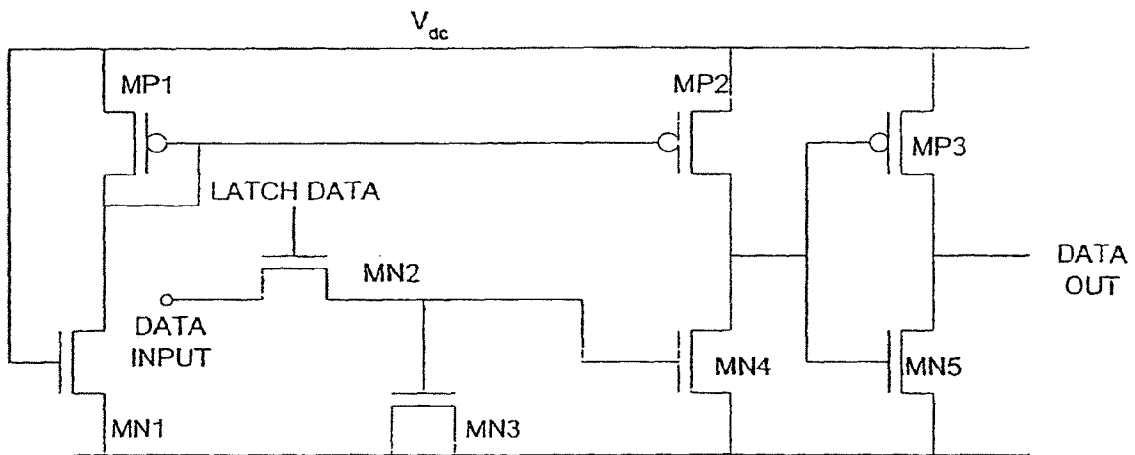 V_dc
MP1
MP2
MP3
LATCH DATA
MN2
DATA
INPUT
DATA
OUT
MN4
MN5
MN1
MN3